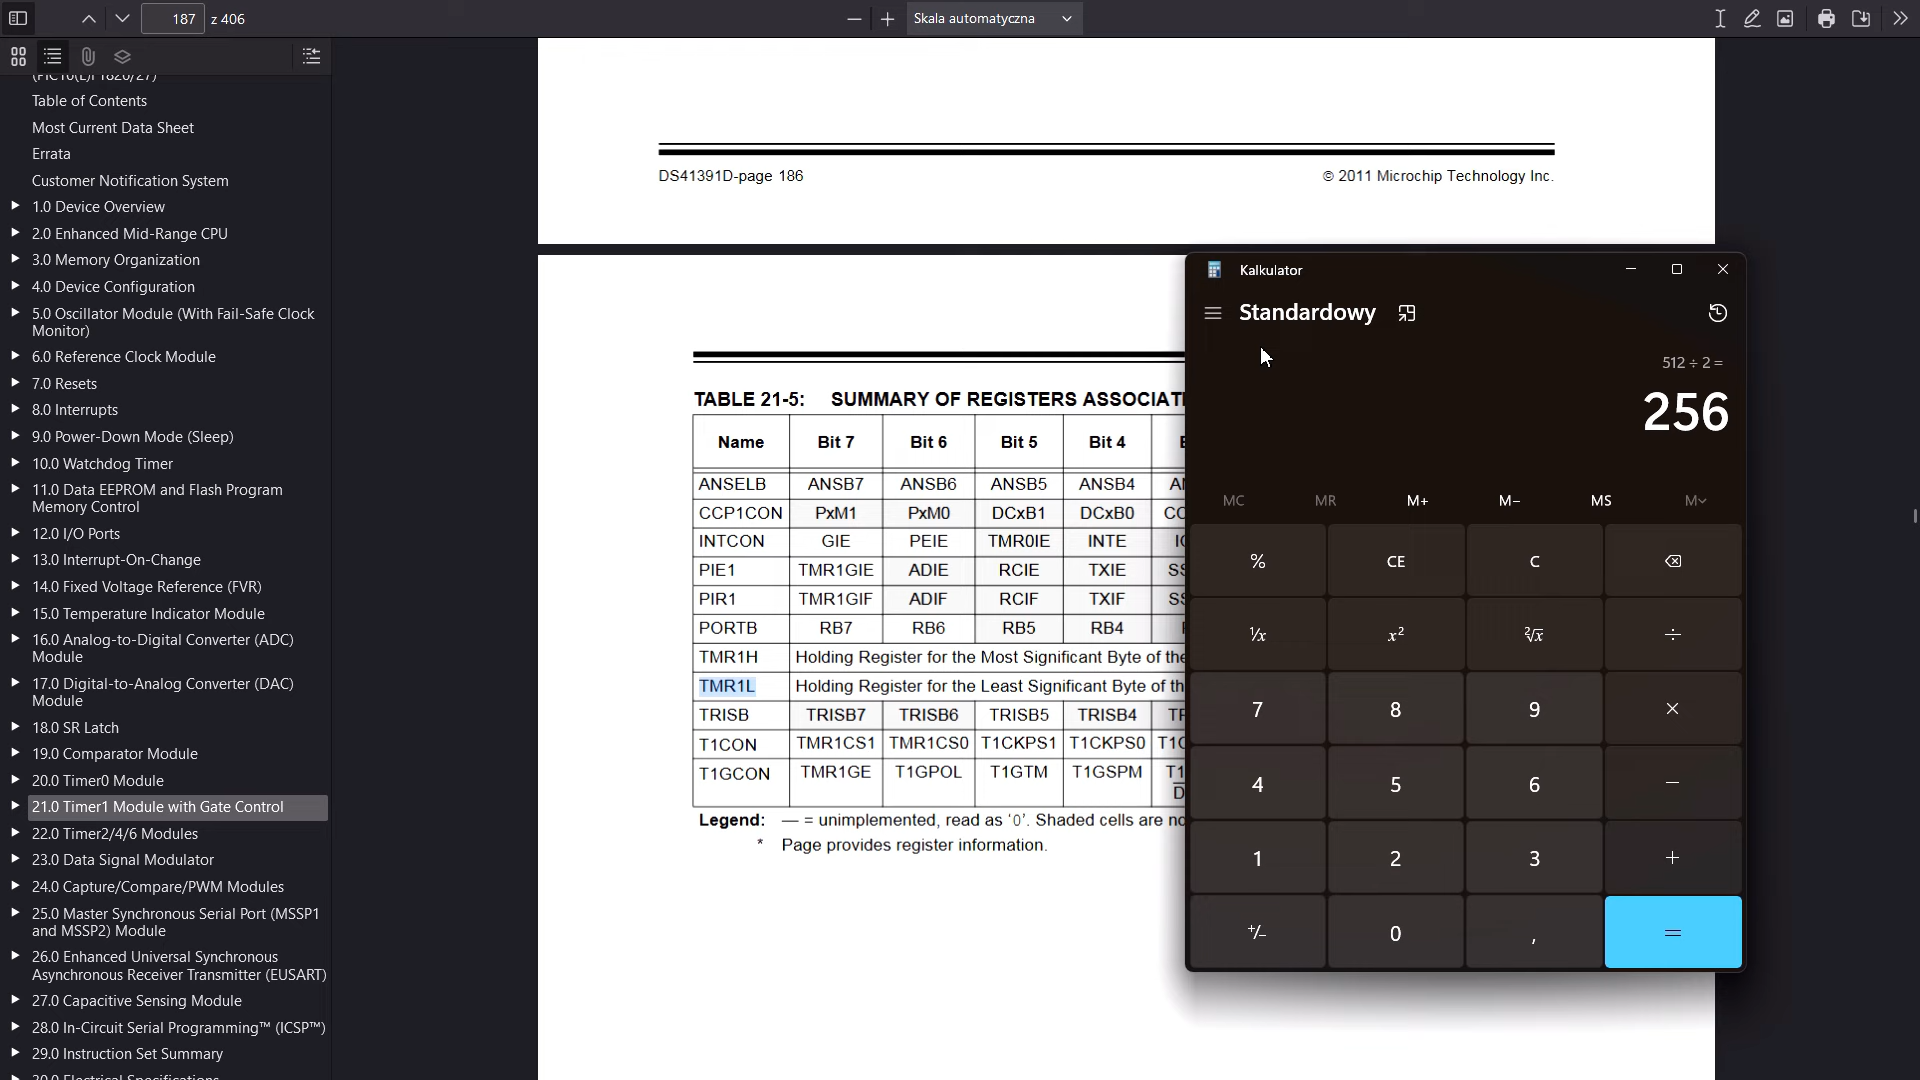 187 z 406
Skala automatyczna
Table of Contents
Most Current Data Sheet
Errata
Customer Notification System
1.0 Device Overview
2.0 Enhanced Mid-Range CPU
3.0 Memory Organization
4.0 Device Configuration
5.0 Oscillator Module (With Fail-Safe Clock
Monitor)
6.0 Reference Clock Module
7.0 Resets
8.0 Interrupts
9.0 Power-Down Mode (Sleep)
10.0 Watchdog Timer
11.0 Data EEPROM and Flash Program
Memory Control
12.0 I/O Ports
13.0 Interrupt-On-Change
14.0 Fixed Voltage Reference (FVR)
15.0 Temperature Indicator Module
16.0 Analog-to-Digital Converter (ADC)
Module
17.0 Digital-to-Analog Converter (DAC)
Module
18.0 SR Latch
19.0 Comparator Module
20.0 Timer0 Module
21.0 Timer1 Module with Gate Control
22.0 Timer2/4/6 Modules
23.0 Data Signal Modulator
24.0 Capture/Compare/PWM Modules
25.0 Master Synchronous Serial Port (MSSP1
and MSSP2) Module
26.0 Enhanced Universal Synchronous
Asynchronous Receiver Transmitter (EUSART)
27.0 Capacitive Sensing Module
28.0 In-Circuit Serial Programming™ (ICSP™)
29.0 Instruction Set Summary
DS41391D-page 186 © 2011 Microchip Technology Inc.
TABLE 21-5: SUMMARY OF REGISTERS ASSOCIAT
Name Bit 7 Bit 6 Bit 5 Bit 4
ANSELB ANSB7 ANSB6 ANSB5 ANSB4
CCP1CON PxM1 PxM0 DCxB1 DCxB0
INTCON GIE PEIE TMR0IE INTE
PIE1 TMR1GIE ADIE RCIE TXIE
PIR1 TMR1GIF ADIF RCIF TXIF
PORTB RB7 RB6 RB5 RB4
TMR1H Holding Register for the Most Significant Byte of the
TMR1L Holding Register for the Least Significant Byte of th
TRISB TRISB7 TRISB6 TRISB5 TRISB4
T1CON TMR1CS1 TMR1CS0 T1CKPS1 T1CKPS0
T1GCON TMR1GE T1GPOL T1GTM T1GSPM
Legend: — = unimplemented, read as ‘0’. Shaded cells are no
* Page provides register information.
Kalkulator
Standardowy
512 ÷ 2 =
256
MC MR M+ M− MS M˅
% CE C
¹/x x² ²√x ÷
7 8 9 ×
4 5 6 −
1 2 3 +
+/− 0 , =